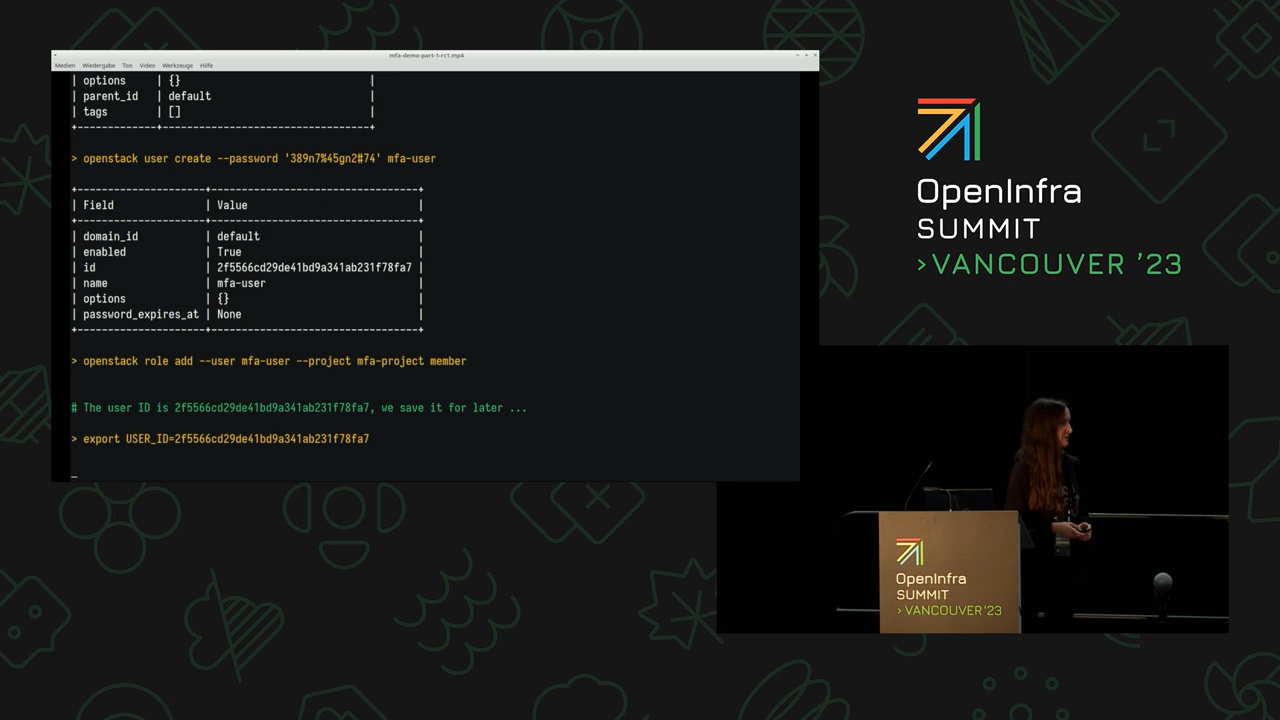 mfa-demo-part-1-rc1.mp4
Medien Wiedergabe Ton Video Werkzeuge Hilfe
| options | {} |
| parent_id | default |
| tags | [] |
+-------------+----------------------------------+
> openstack user create --password '389n7%45gn2#74' mfa-user
+---------------------+----------------------------------+
| Field | Value |
+---------------------+----------------------------------+
| domain_id | default |
| enabled | True |
| id | 2f5566cd29de41bd9a341ab231f78fa7 |
| name | mfa-user |
| options | {} |
| password_expires_at | None |
+---------------------+----------------------------------+
> openstack role add --user mfa-user --project mfa-project member
# The user ID is 2f5566cd29de41bd9a341ab231f78fa7, we save it for later ...
> export USER_ID=2f5566cd29de41bd9a341ab231f78fa7
_
OpenInfra
SUMMIT
>VANCOUVER '23
OpenInfra
SUMMIT
>VANCOUVER '23